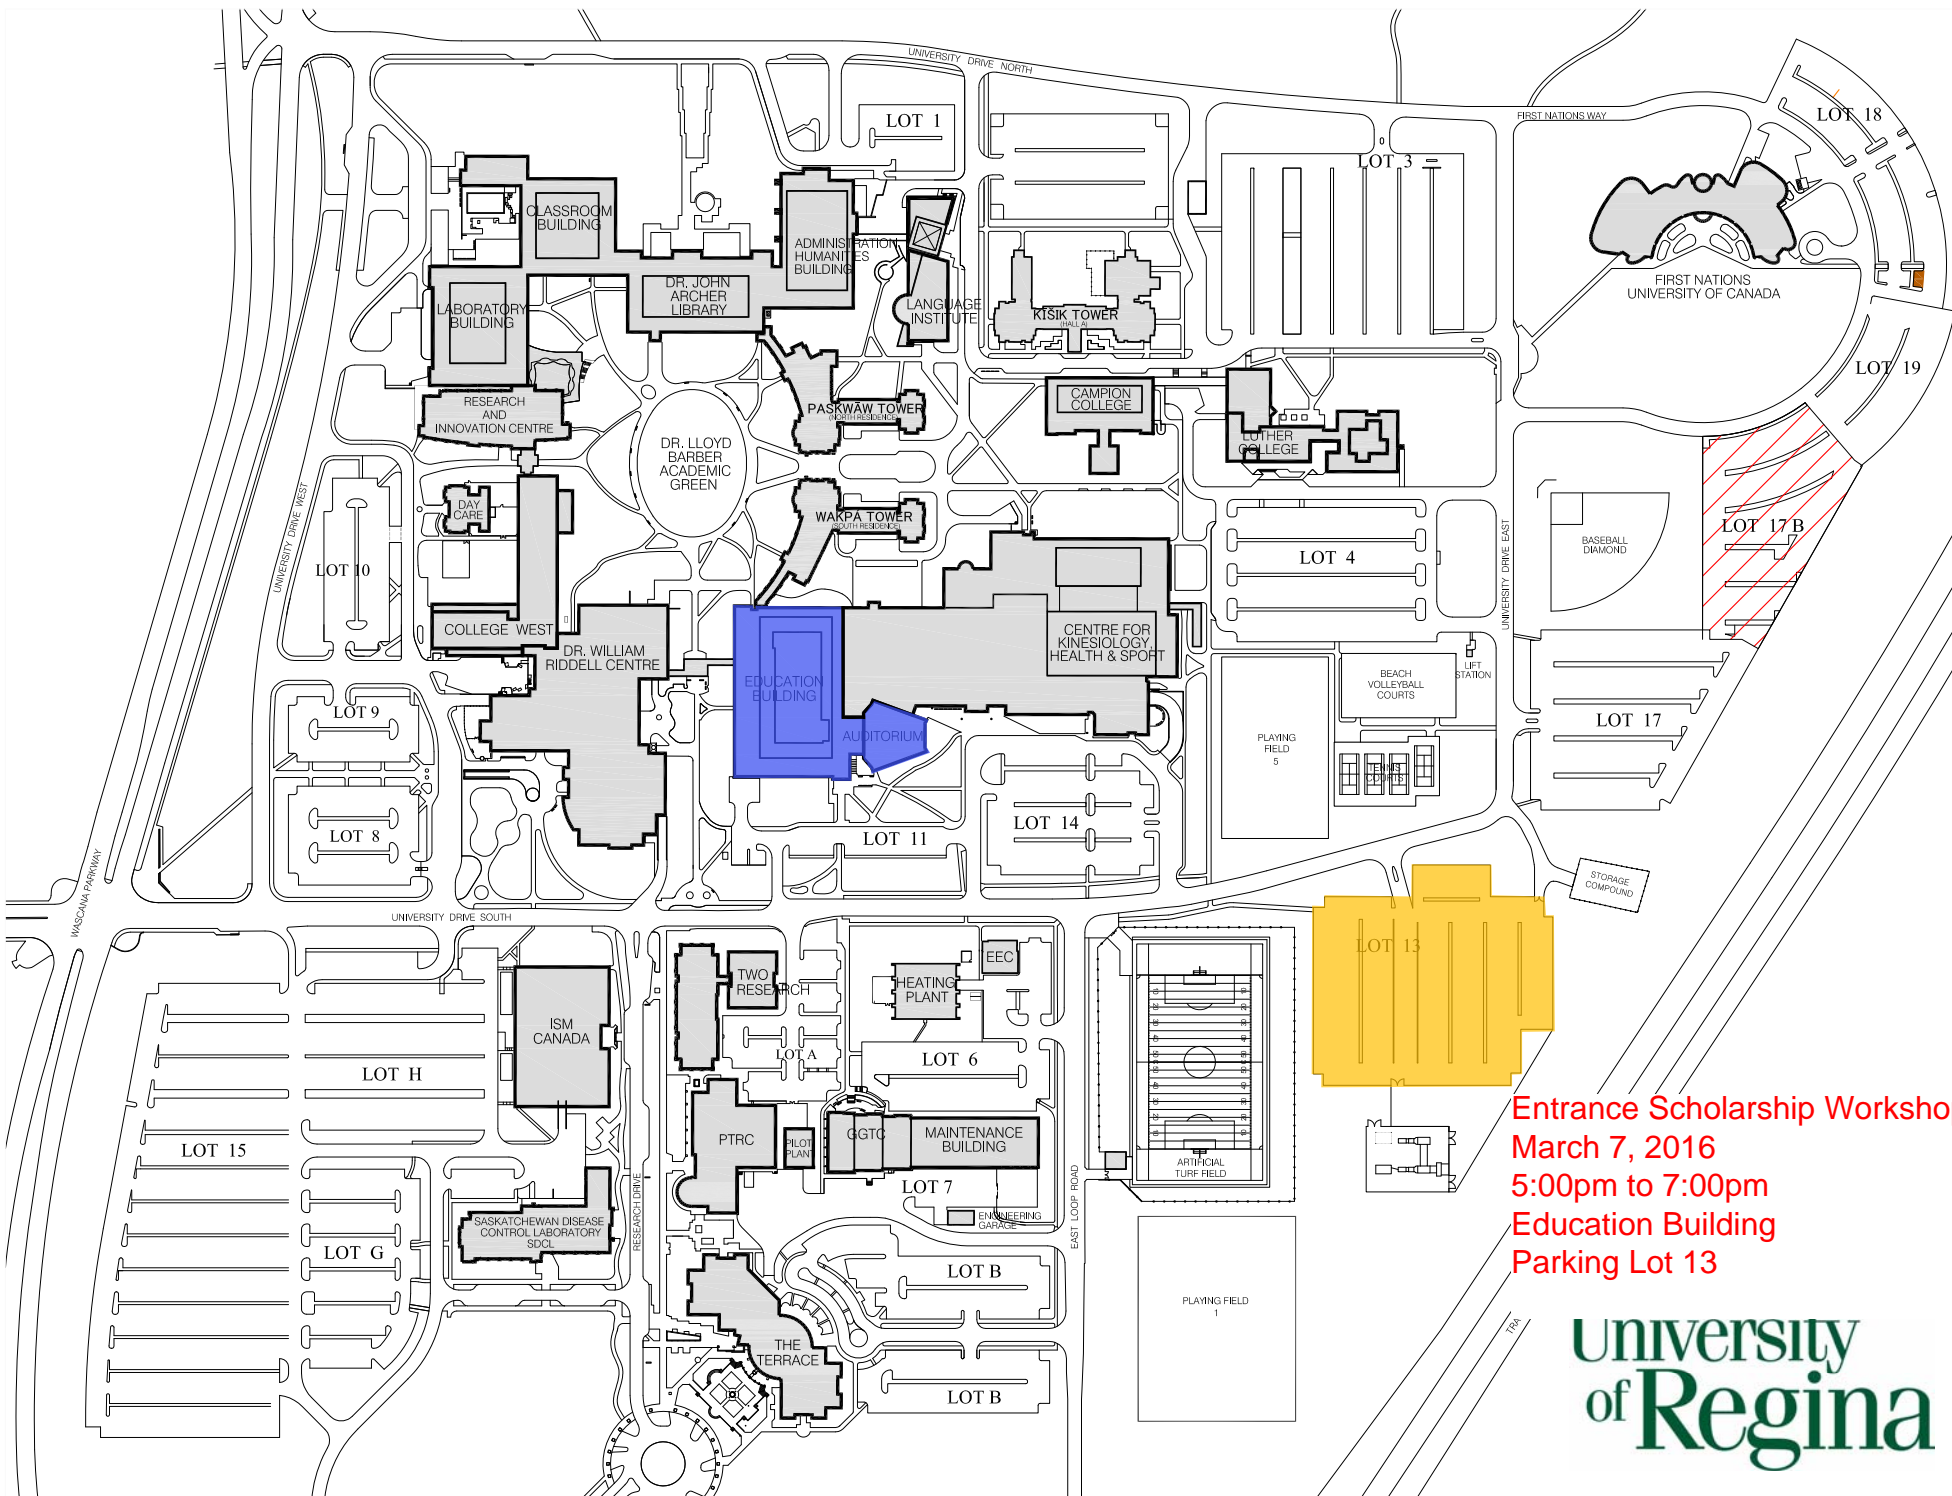 UNIVERSITY DRIVE NORTH
LOT 1
LOT 18
FIRST NATIONS WAY
LOT 3
CLASSROOM
BUILDING
ADMINISTRATION
HUMANITIES
BUILDING
DR. JOHN
ARCHER
LIBRARY
LABORATORY
BUILDING
LANGUAGE
INSTITUTE
KĪSIK TOWER
(HALL A)
FIRST NATIONS
UNIVERSITY OF CANADA
LOT 19
RESEARCH
AND
INNOVATION CENTRE
PASKWĀW TOWER
(NORTH RESIDENCE)
CAMPION
COLLEGE
LUTHER
COLLEGE
DR. LLOYD
BARBER
ACADEMIC
GREEN
UNIVERSITY DRIVE WEST
DAY
CARE
WAKPÁ TOWER
(SOUTH RESIDENCE)
LOT 10
LOT 4
UNIVERSITY DRIVE EAST
BASEBALL
DIAMOND
LOT 17 B
COLLEGE WEST
DR. WILLIAM
RIDDELL CENTRE
CENTRE FOR
KINESIOLOGY,
HEALTH & SPORT
EDUCATION
BUILDING
AUDITORIUM
LIFT
STATION
BEACH
VOLLEYBALL
COURTS
LOT 9
LOT 17
PLAYING
FIELD
5
TENNIS
COURTS
LOT 8
LOT 11
LOT 14
WASCANA PARKWAY
UNIVERSITY DRIVE SOUTH
STORAGE
COMPOUND
LOT 13
TWO
RESEARCH
HEATING
PLANT
EEC
ISM
CANADA
LOT A
LOT 6
LOT H
LOT 15
PTRC
PILOT
PLANT
GGTC
MAINTENANCE
BUILDING
ARTIFICIAL
TURF FIELD
LOT 7
ENGINEERING
GARAGE
EAST LOOP ROAD
RESEARCH DRIVE
SASKATCHEWAN DISEASE
CONTROL LABORATORY
SDCL
LOT G
LOT B
THE
TERRACE
LOT B
PLAYING FIELD
1
TRA
Entrance Scholarship Worksho
March 7, 2016
5:00pm to 7:00pm
Education Building
Parking Lot 13
University
of Regina